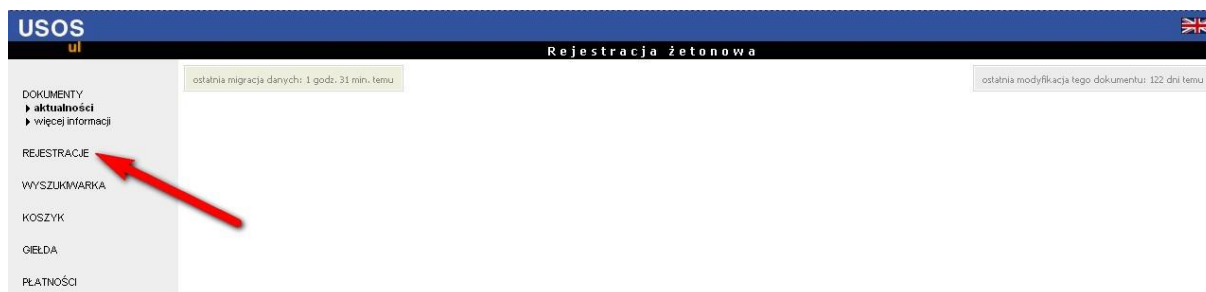 USOS
ul
Rejestracja żetonowa
ostatnia migracja danych: 1 godz. 31 min. temu
ostatnia modyfikacja tego dokumentu: 122 dni temu
DOKUMENTY
aktualności
więcej informacji
REJESTRACJE
WYSZUKIWARKA
KOSZYK
GIEŁDA
PŁATNOŚCI